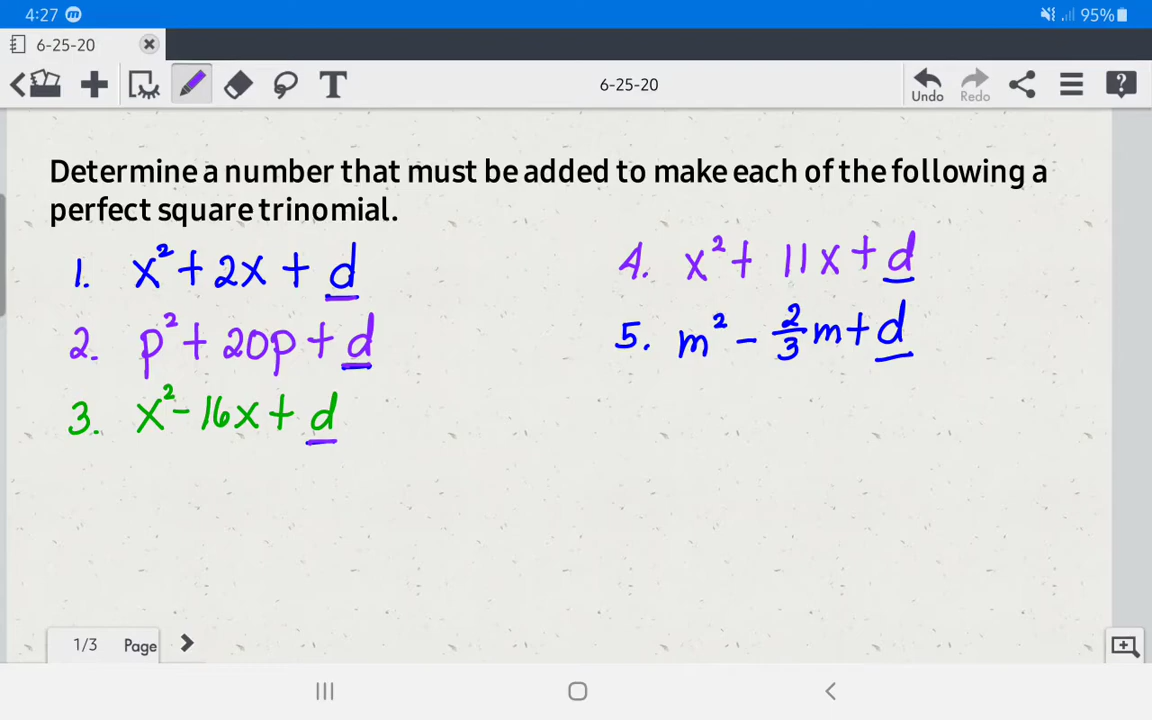 4:27 95%
6-25-20
T 6-25-20 Undo Redo
Determine a number that must be added to make each of the following a
perfect square trinomial.
1. x² + 2x + d
2. p² + 20p + d
3. x² - 16x + d
4. x² + 11x + d
5. m² - 2/3 m + d
1/3 Page